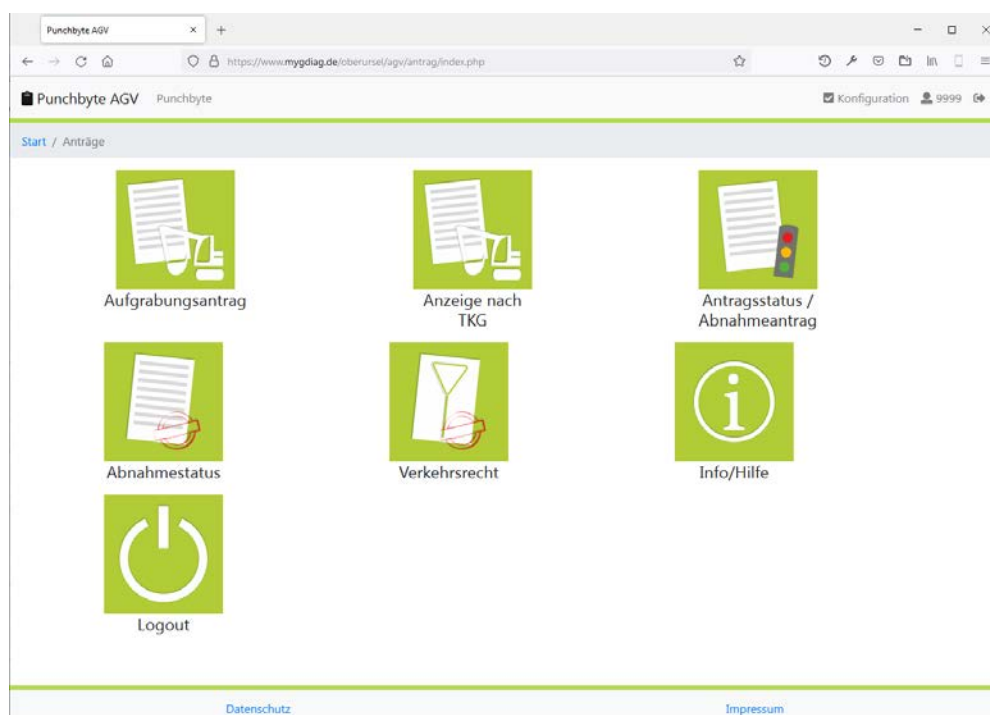 Punchbyte AGV
https://www.mygdiag.de/oberursel/agv/antrag/index.php
Punchbyte AGV Punchbyte Konfiguration 9999
Start / Anträge
Aufgrabungsantrag
Anzeige nach
TKG
Antragsstatus /
Abnahmeantrag
Abnahmestatus
Verkehrsrecht
Info/Hilfe
Logout
Datenschutz Impressum